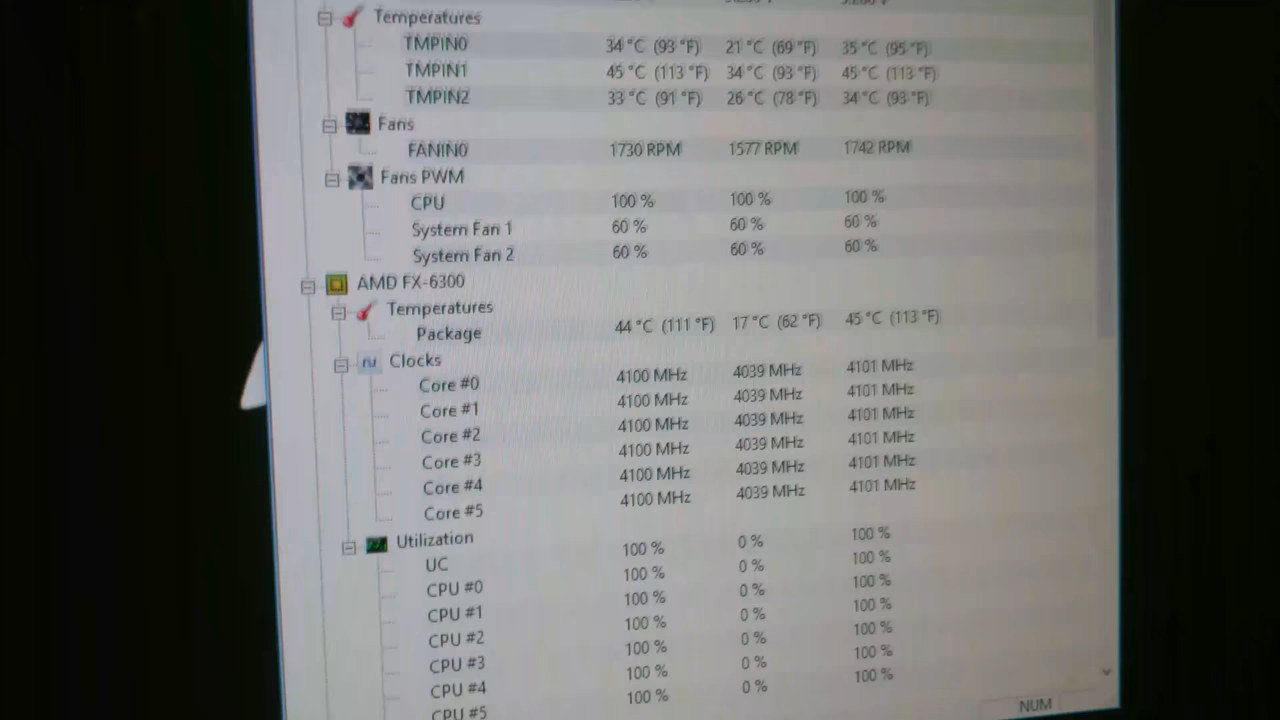 Temperatures
TMPIN0 34 °C (93 °F) 21 °C (69 °F) 35 °C (95 °F)
TMPIN1 45 °C (113 °F) 34 °C (93 °F) 45 °C (113 °F)
TMPIN2 33 °C (91 °F) 26 °C (78 °F) 34 °C (93 °F)
Fans
FANIN0 1730 RPM 1577 RPM 1742 RPM
Fans PWM
CPU 100 % 100 % 100 %
System Fan 1 60 % 60 % 60 %
System Fan 2 60 % 60 % 60 %
AMD FX-6300
Temperatures
Package 44 °C (111 °F) 17 °C (62 °F) 45 °C (113 °F)
Clocks
Core #0 4100 MHz 4039 MHz 4101 MHz
Core #1 4100 MHz 4039 MHz 4101 MHz
Core #2 4100 MHz 4039 MHz 4101 MHz
Core #3 4100 MHz 4039 MHz 4101 MHz
Core #4 4100 MHz 4039 MHz 4101 MHz
Core #5 4100 MHz 4039 MHz 4101 MHz
Utilization
UC 100 % 0 % 100 %
CPU #0 100 % 0 % 100 %
CPU #1 100 % 0 % 100 %
CPU #2 100 % 0 % 100 %
CPU #3 100 % 0 % 100 %
CPU #4 100 % 0 % 100 %
CPU #5 100 % 0 % 100 %
NUM